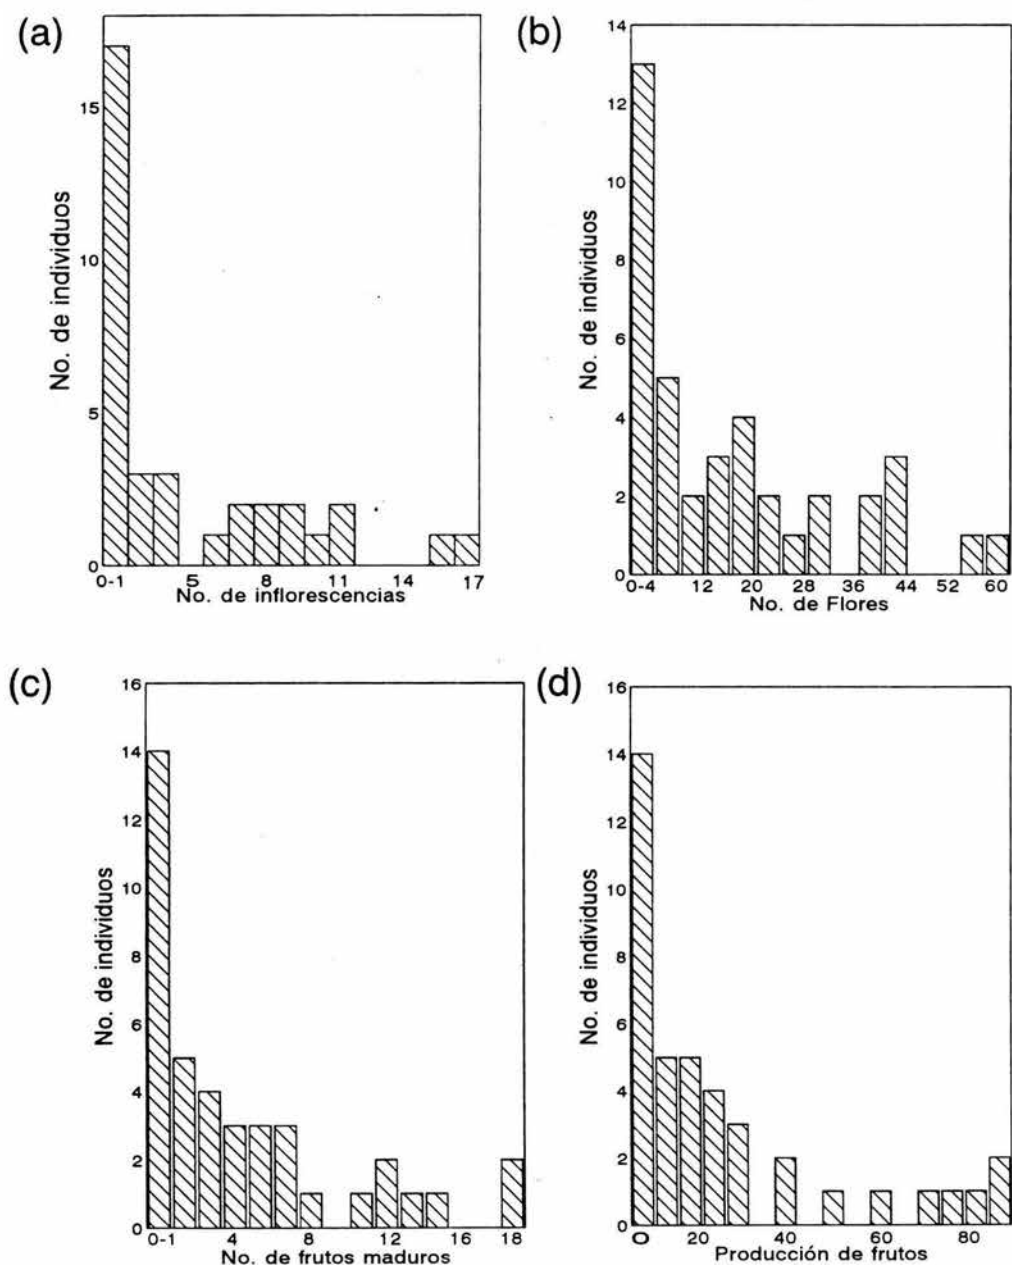 (a)
No. de individuos
15
10
5
0
0-1 5 8 11 14 17
No. de inflorescencias
(b)
No. de individuos
14
12
10
8
6
4
2
0
0-4 12 20 28 36 44 52 60
No. de Flores
(c)
No. de individuos
16
14
12
10
8
6
4
2
0
0-1 4 8 12 16 18
No. de frutos maduros
(d)
No. de individuos
16
14
12
10
8
6
4
2
0
0 20 40 60 80
Producción de frutos